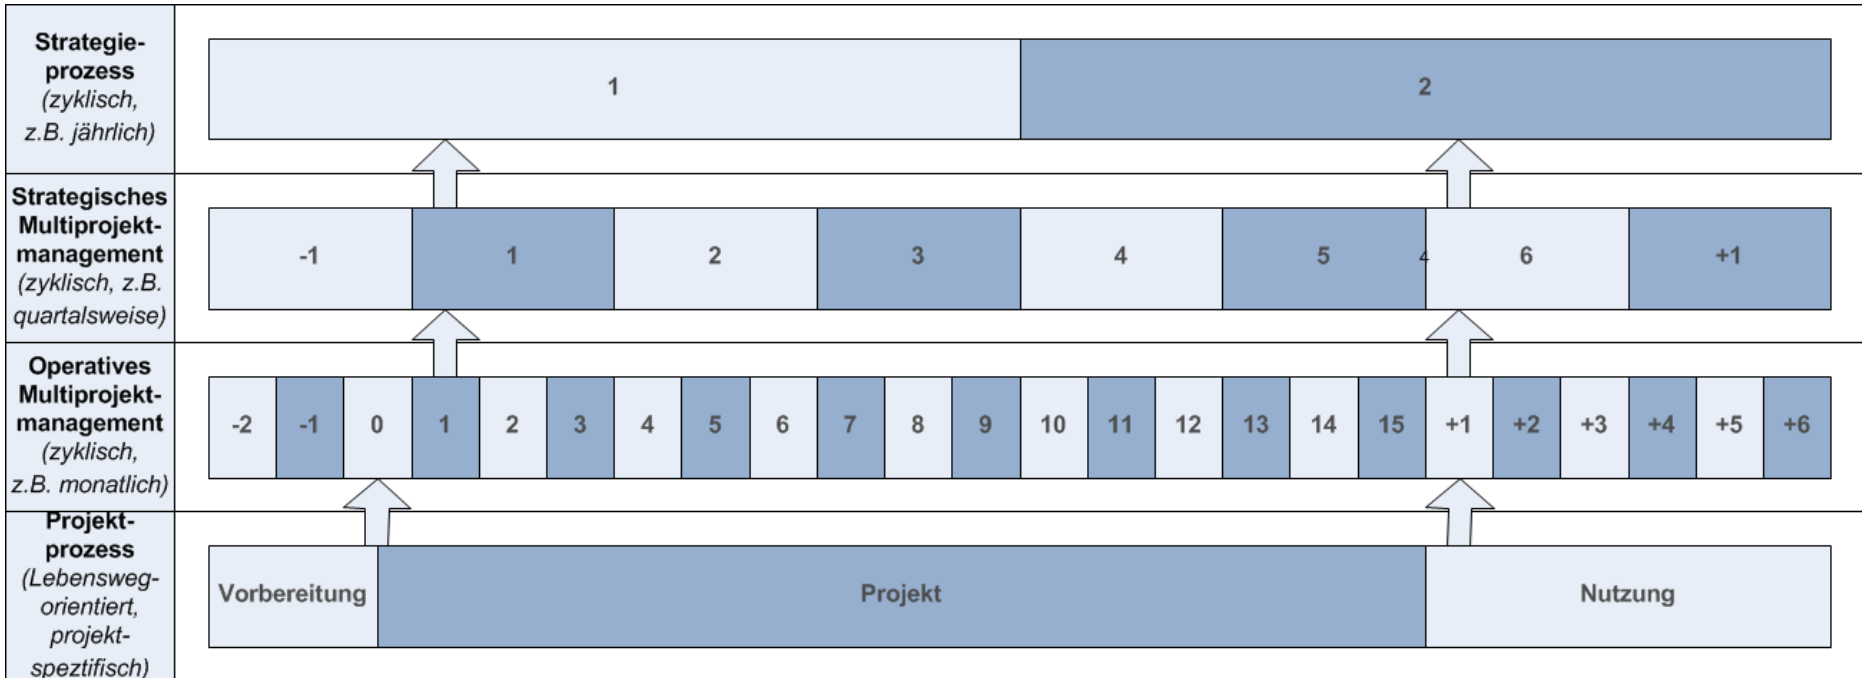 Strategie-
prozess
(zyklisch,
z.B. jährlich)
1 2
Strategisches
Multiprojekt-
management
(zyklisch, z.B.
quartalsweise)
-1 1 2 3 4 5 4 6 +1
Operatives
Multiprojekt-
management
(zyklisch,
z.B. monatlich)
-2 -1 0 1 2 3 4 5 6 7 8 9 10 11 12 13 14 15 +1 +2 +3 +4 +5 +6
Projekt-
prozess
(Lebensweg-
orientiert,
projekt-
speztifisch)
Vorbereitung Projekt Nutzung